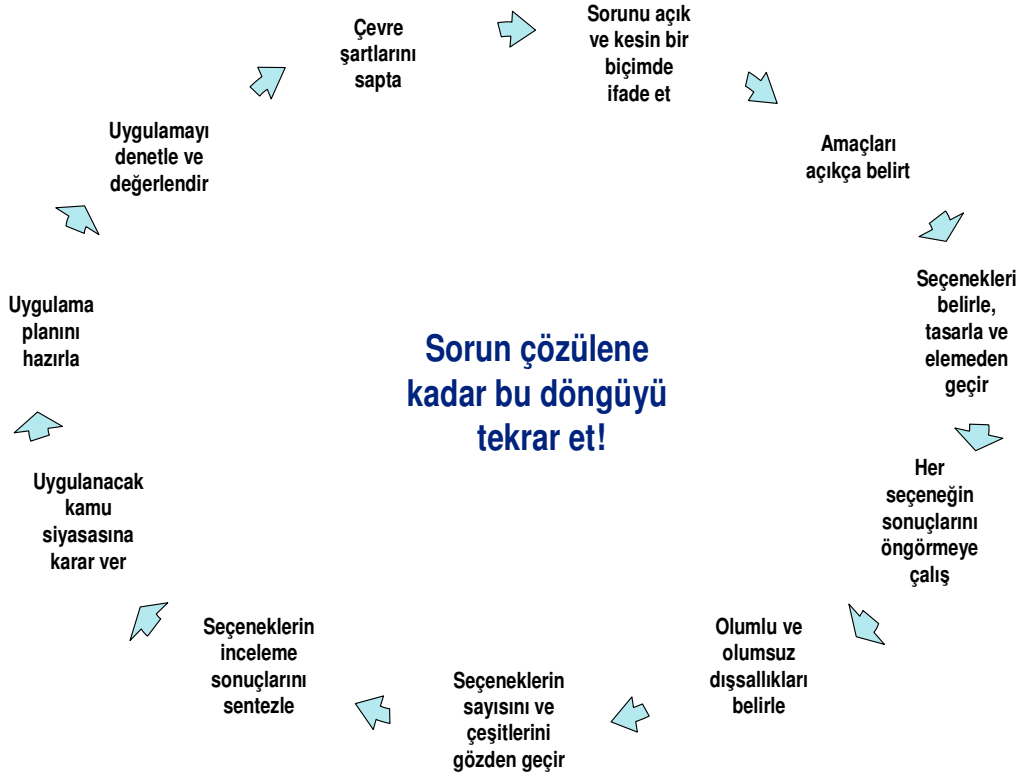 Çevre
şartlarını
sapta
Sorunu açık
ve kesin bir
biçimde
ifade et
Amaçları
açıkça belirt
Seçenekleri
belirle,
tasarla ve
elemeden
geçir
Her
seçeneğin
sonuçlarını
öngörmeye
çalış
Olumlu ve
olumsuz
dışsallıkları
belirle
Seçeneklerin
sayısını ve
çeşitlerini
gözden geçir
Seçeneklerin
inceleme
sonuçlarını
sentezle
Uygulanacak
kamu
siyasasına
karar ver
Uygulama
planını
hazırla
Uygulamayı
denetle ve
değerlendir
Sorun çözülene
kadar bu döngüyü
tekrar et!